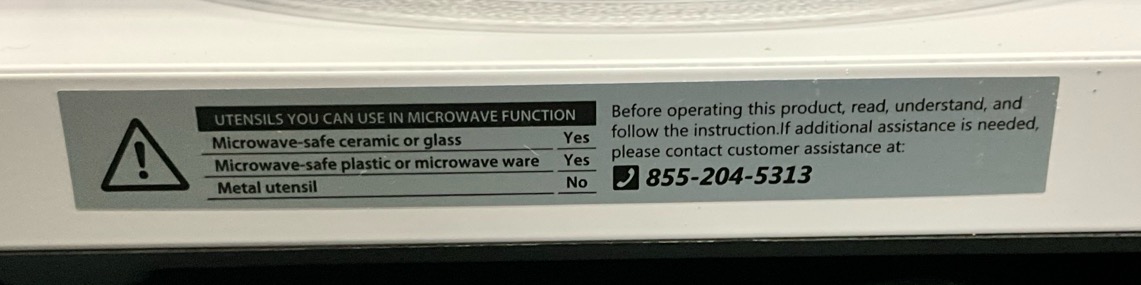 UTENSILS YOU CAN USE IN MICROWAVE FUNCTION
Microwave-safe ceramic or glass Yes
Microwave-safe plastic or microwave ware Yes
Metal utensil No
Before operating this product, read, understand, and
follow the instruction.If additional assistance is needed,
please contact customer assistance at:
855-204-5313